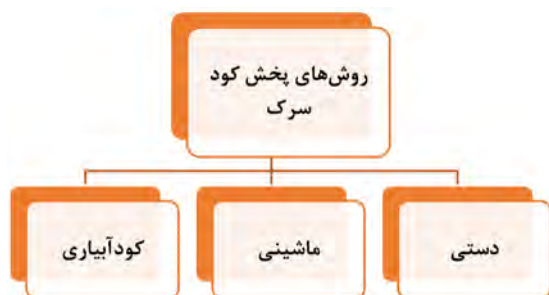 روش‌های پخش کود
سرک
دستی
ماشینی
کودآبیاری